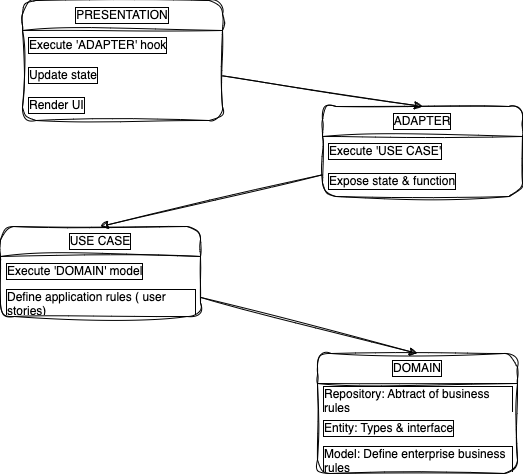 PRESENTATION
Execute 'ADAPTER' hook
Update state
Render UI
ADAPTER
Execute 'USE CASE'
Expose state & function
USE CASE
Execute 'DOMAIN' model
Define application rules ( user
stories)
DOMAIN
Repository: Abtract of business
rules
Entity: Types & interface
Model: Define enterprise business
rules